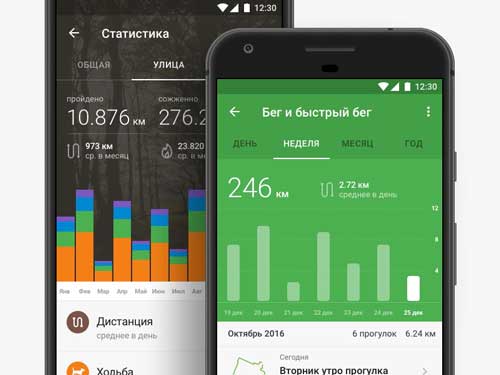 12:30
Статистика
ОБЩАЯ
УЛИЦА
пройдено
сожженно
10.876 км
276.2
973 км
ср. в месяц
23.820
ср. в месяц
Янв Фев Мар Апр Май Июн Июл Авг
Дистанция
среднее в день
Ходьба
12:30
Бег и быстрый бег
ДЕНЬ НЕДЕЛЯ МЕСЯЦ ГОД
246 км
2.72 км
среднее в день
12
8
4
19 дек 20 дек 21 дек 22 дек 23 дек 24 дек 25 дек
Октябрь 2016 6 прогулок 6.24 км
Сегодня
Вторник утро прогулка